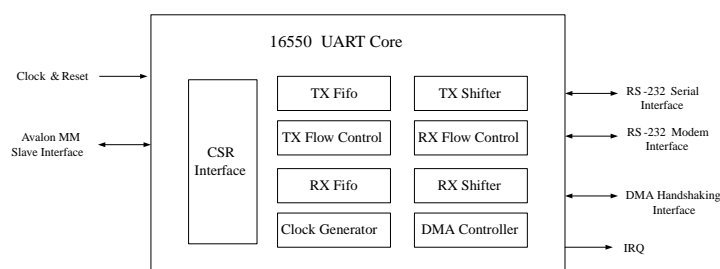 16550 UART Core
Clock & Reset
Avalon MM
Slave Interface
CSR
Interface
TX Fifo
TX Shifter
TX Flow Control
RX Flow Control
RX Fifo
RX Shifter
Clock Generator
DMA Controller
RS-232 Serial
Interface
RS-232 Modem
Interface
DMA Handshaking
Interface
IRQ